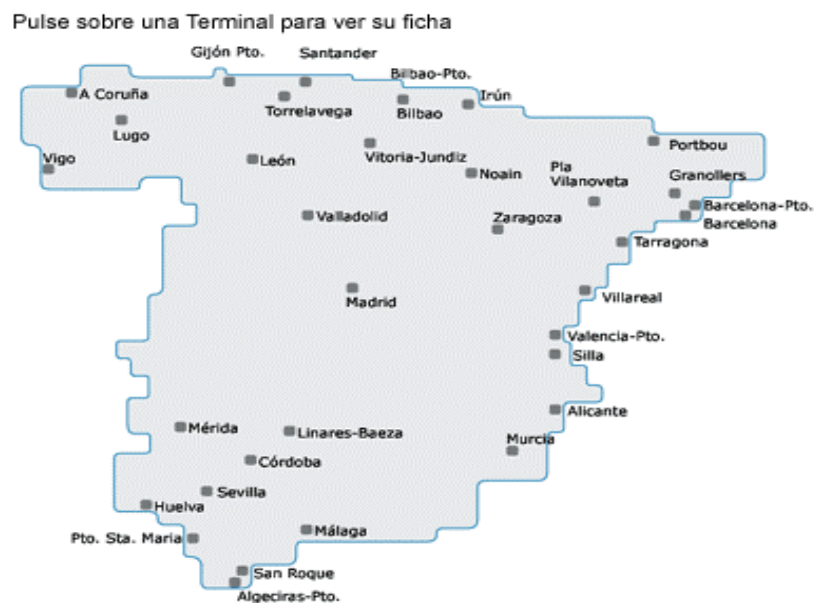 Pulse sobre una Terminal para ver su ficha
Gijón Pto.
Santander
Bilbao-Pto.
A Coruña
Torrelavega
Bilbao
Irún
Lugo
Portbou
Vigo
León
Vitoria-Jundiz
Noain
Pla
Vilanoveta
Granollers
Barcelona-Pto.
Valladolid
Zaragoza
Barcelona
Tarragona
Madrid
Villareal
Valencia-Pto.
Silla
Alicante
Mérida
Linares-Baeza
Murcia
Córdoba
Sevilla
Huelva
Pto. Sta. Maria
Málaga
San Roque
Algeciras-Pto.